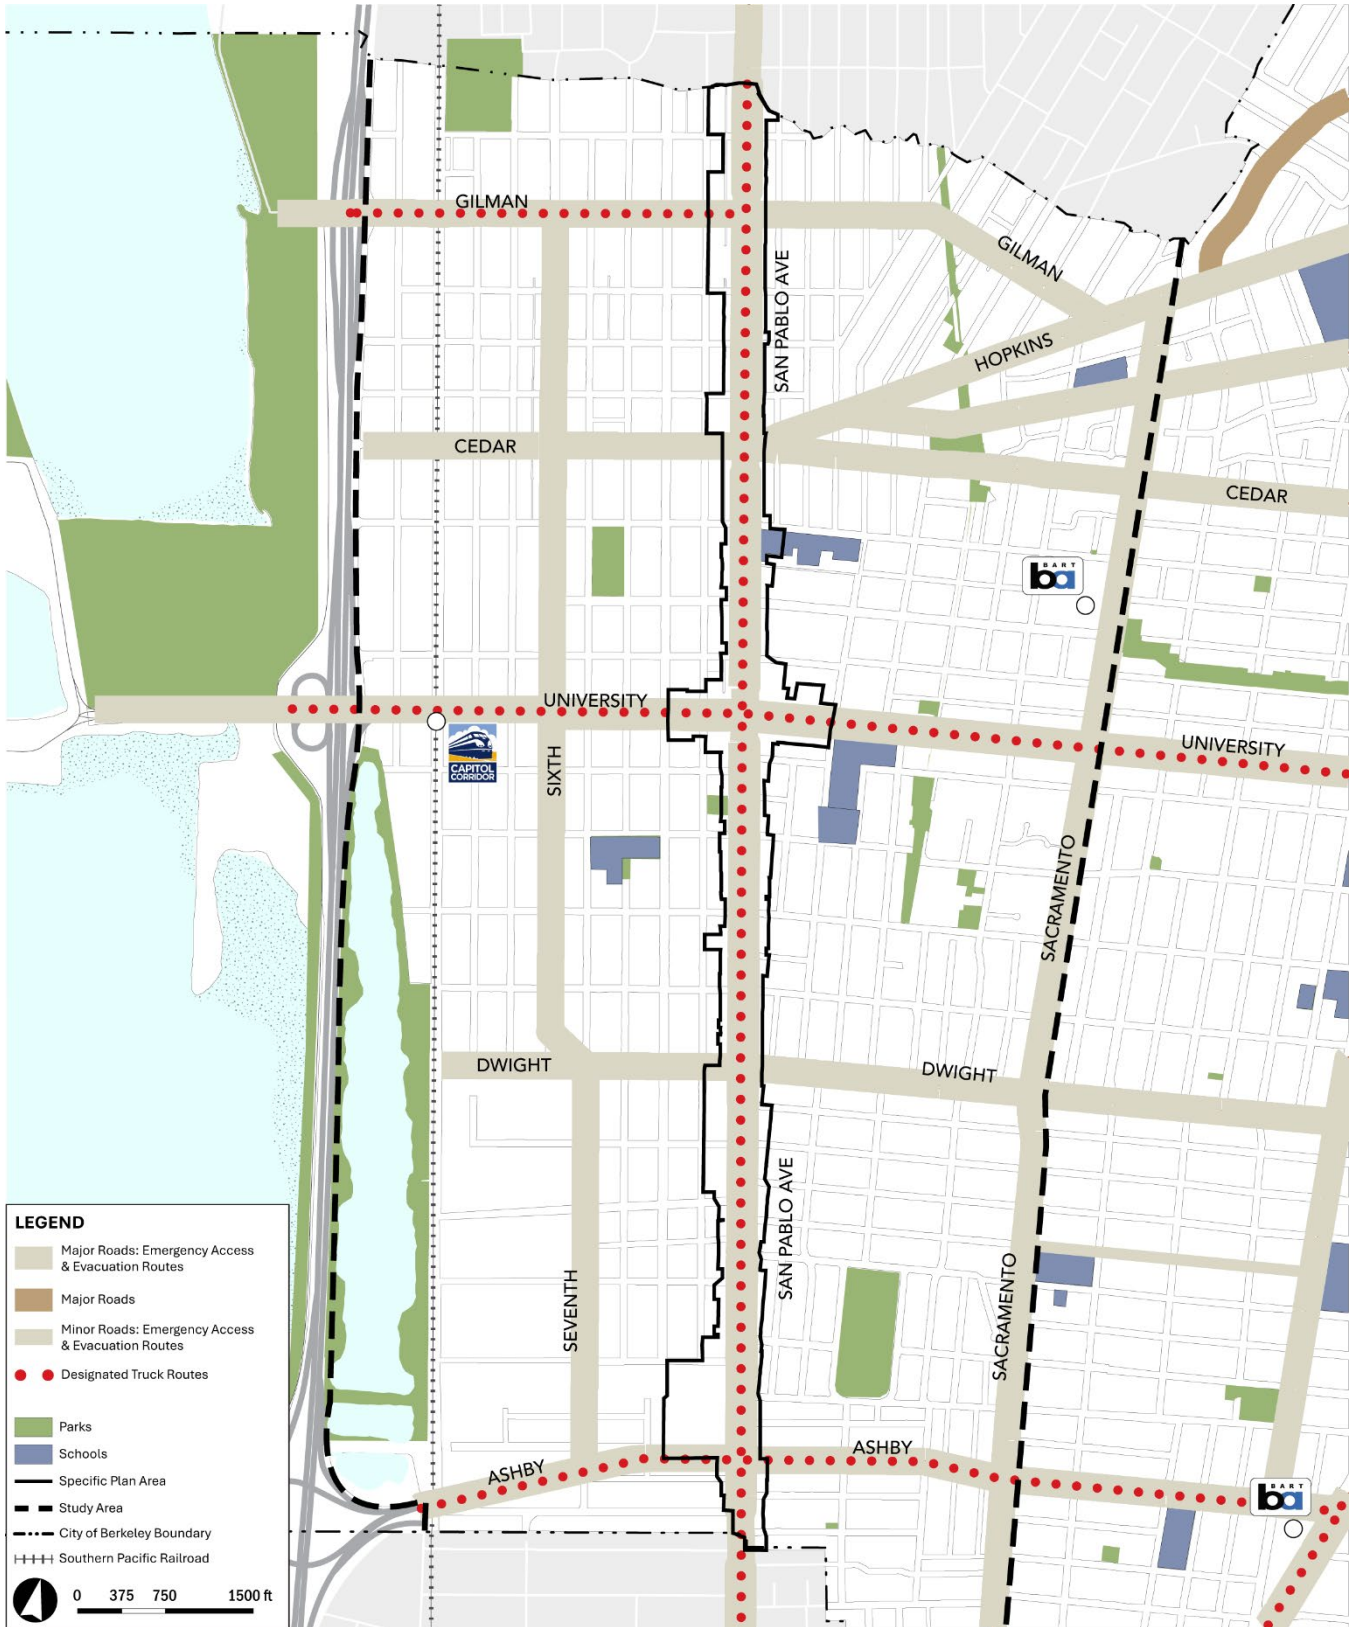 GILMAN
GILMAN
SAN PABLO AVE
HOPKINS
CEDAR
CEDAR
BART
ba
UNIVERSITY
UNIVERSITY
CAPITOL
CORRIDOR
SIXTH
SACRAMENTO
DWIGHT
DWIGHT
SAN PABLO AVE
SEVENTH
SACRAMENTO
ASHBY
ASHBY
BART
ba
LEGEND
Major Roads: Emergency Access
& Evacuation Routes
Major Roads
Minor Roads: Emergency Access
& Evacuation Routes
Designated Truck Routes
Parks
Schools
Specific Plan Area
Study Area
City of Berkeley Boundary
Southern Pacific Railroad
0 375 750 1500 ft